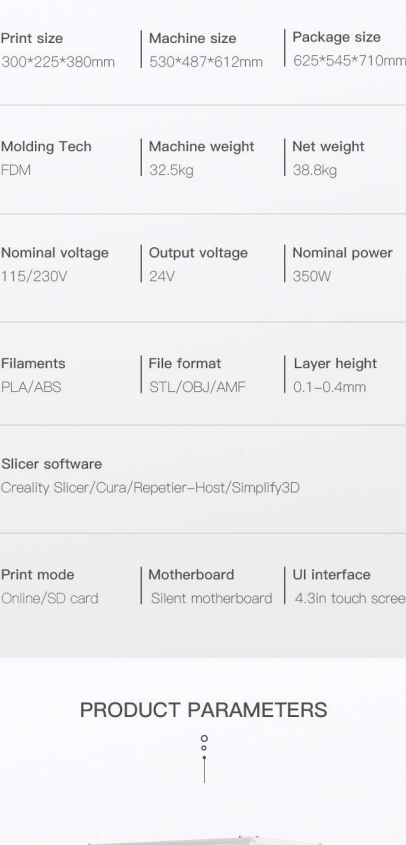 Print size
Machine size
Package size
300*225*380mm
530*487*612mm
625*545*710mm
Molding Tech
Machine weight
Net weight
FDM
32.5kg
38.8kg
Nominal voltage
Output voltage
Nominal power
115/230V
24V
350W
Filaments
File format
Layer height
PLA/ABS
STL/OBJ/AMF
0.1–0.4mm
Slicer software
Creality Slicer/Cura/Repetier–Host/Simplify3D
Print mode
Motherboard
UI interface
Online/SD card
Silent motherboard
4.3in touch scree
PRODUCT PARAMETERS